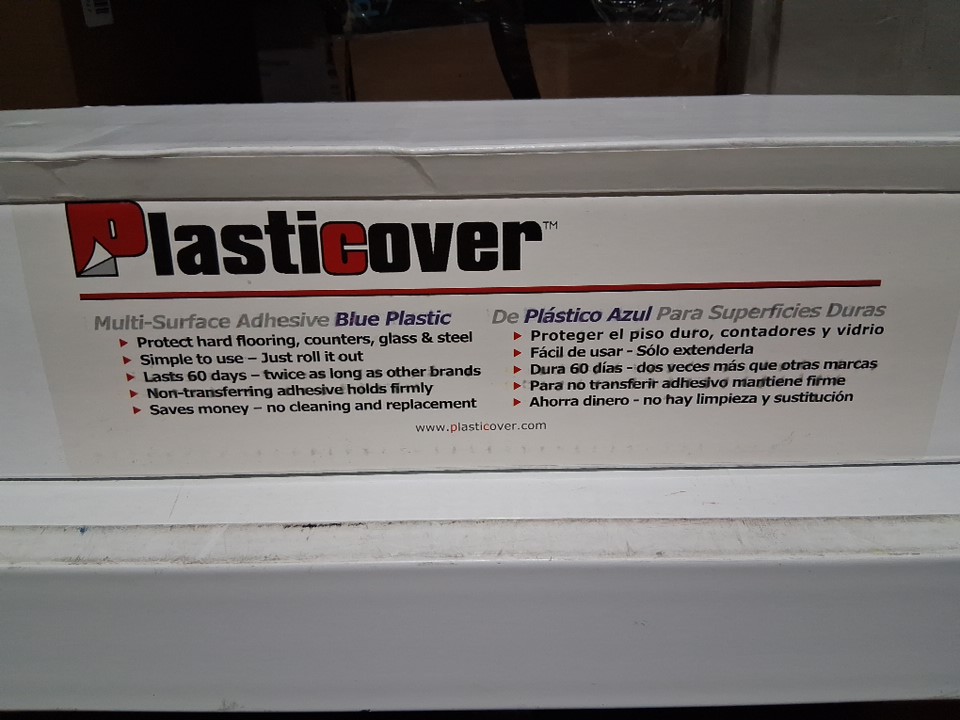 Plasticover™
Multi-Surface Adhesive Blue Plastic
Protect hard flooring, counters, glass & steel
Simple to use – Just roll it out
Lasts 60 days – twice as long as other brands
Non-transferring adhesive holds firmly
Saves money – no cleaning and replacement
De Plástico Azul Para Superficies Duras
Proteger el piso duro, contadores y vidrio
Fácil de usar - Sólo extenderla
Dura 60 días - dos veces más que otras marcas
Para no transferir adhesivo mantiene firme
Ahorra dinero - no hay limpieza y sustitución
www.plasticover.com